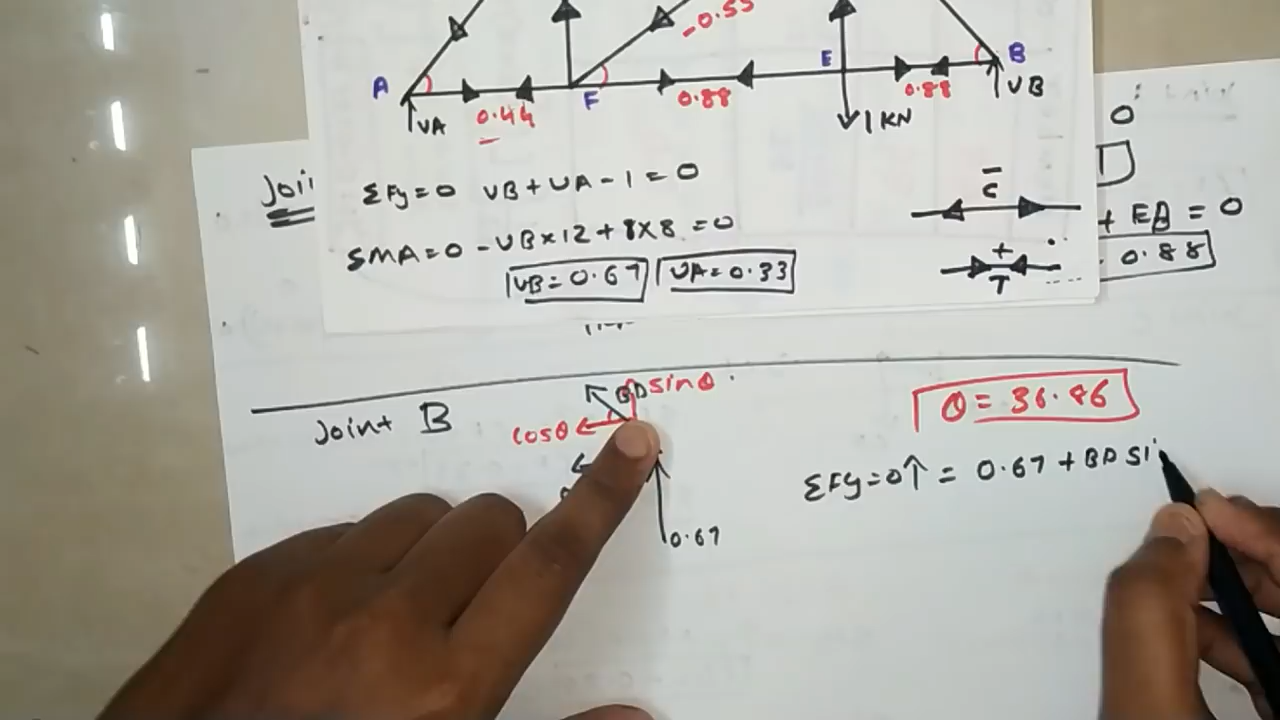 -0.55
A
F
E
B
VA
0.44
0.88
0.88
VB
1 KN
ΣFy=0 VB+VA-1=0
ΣMA=0 -VB×12+8×8=0
VB=0.67 VA=0.33
C
+
T
0
+ EB = 0
0.88
Joint B
BD sinθ
cosθ
0.67
θ = 36.86
ΣFy=0↑ = 0.67+BD si